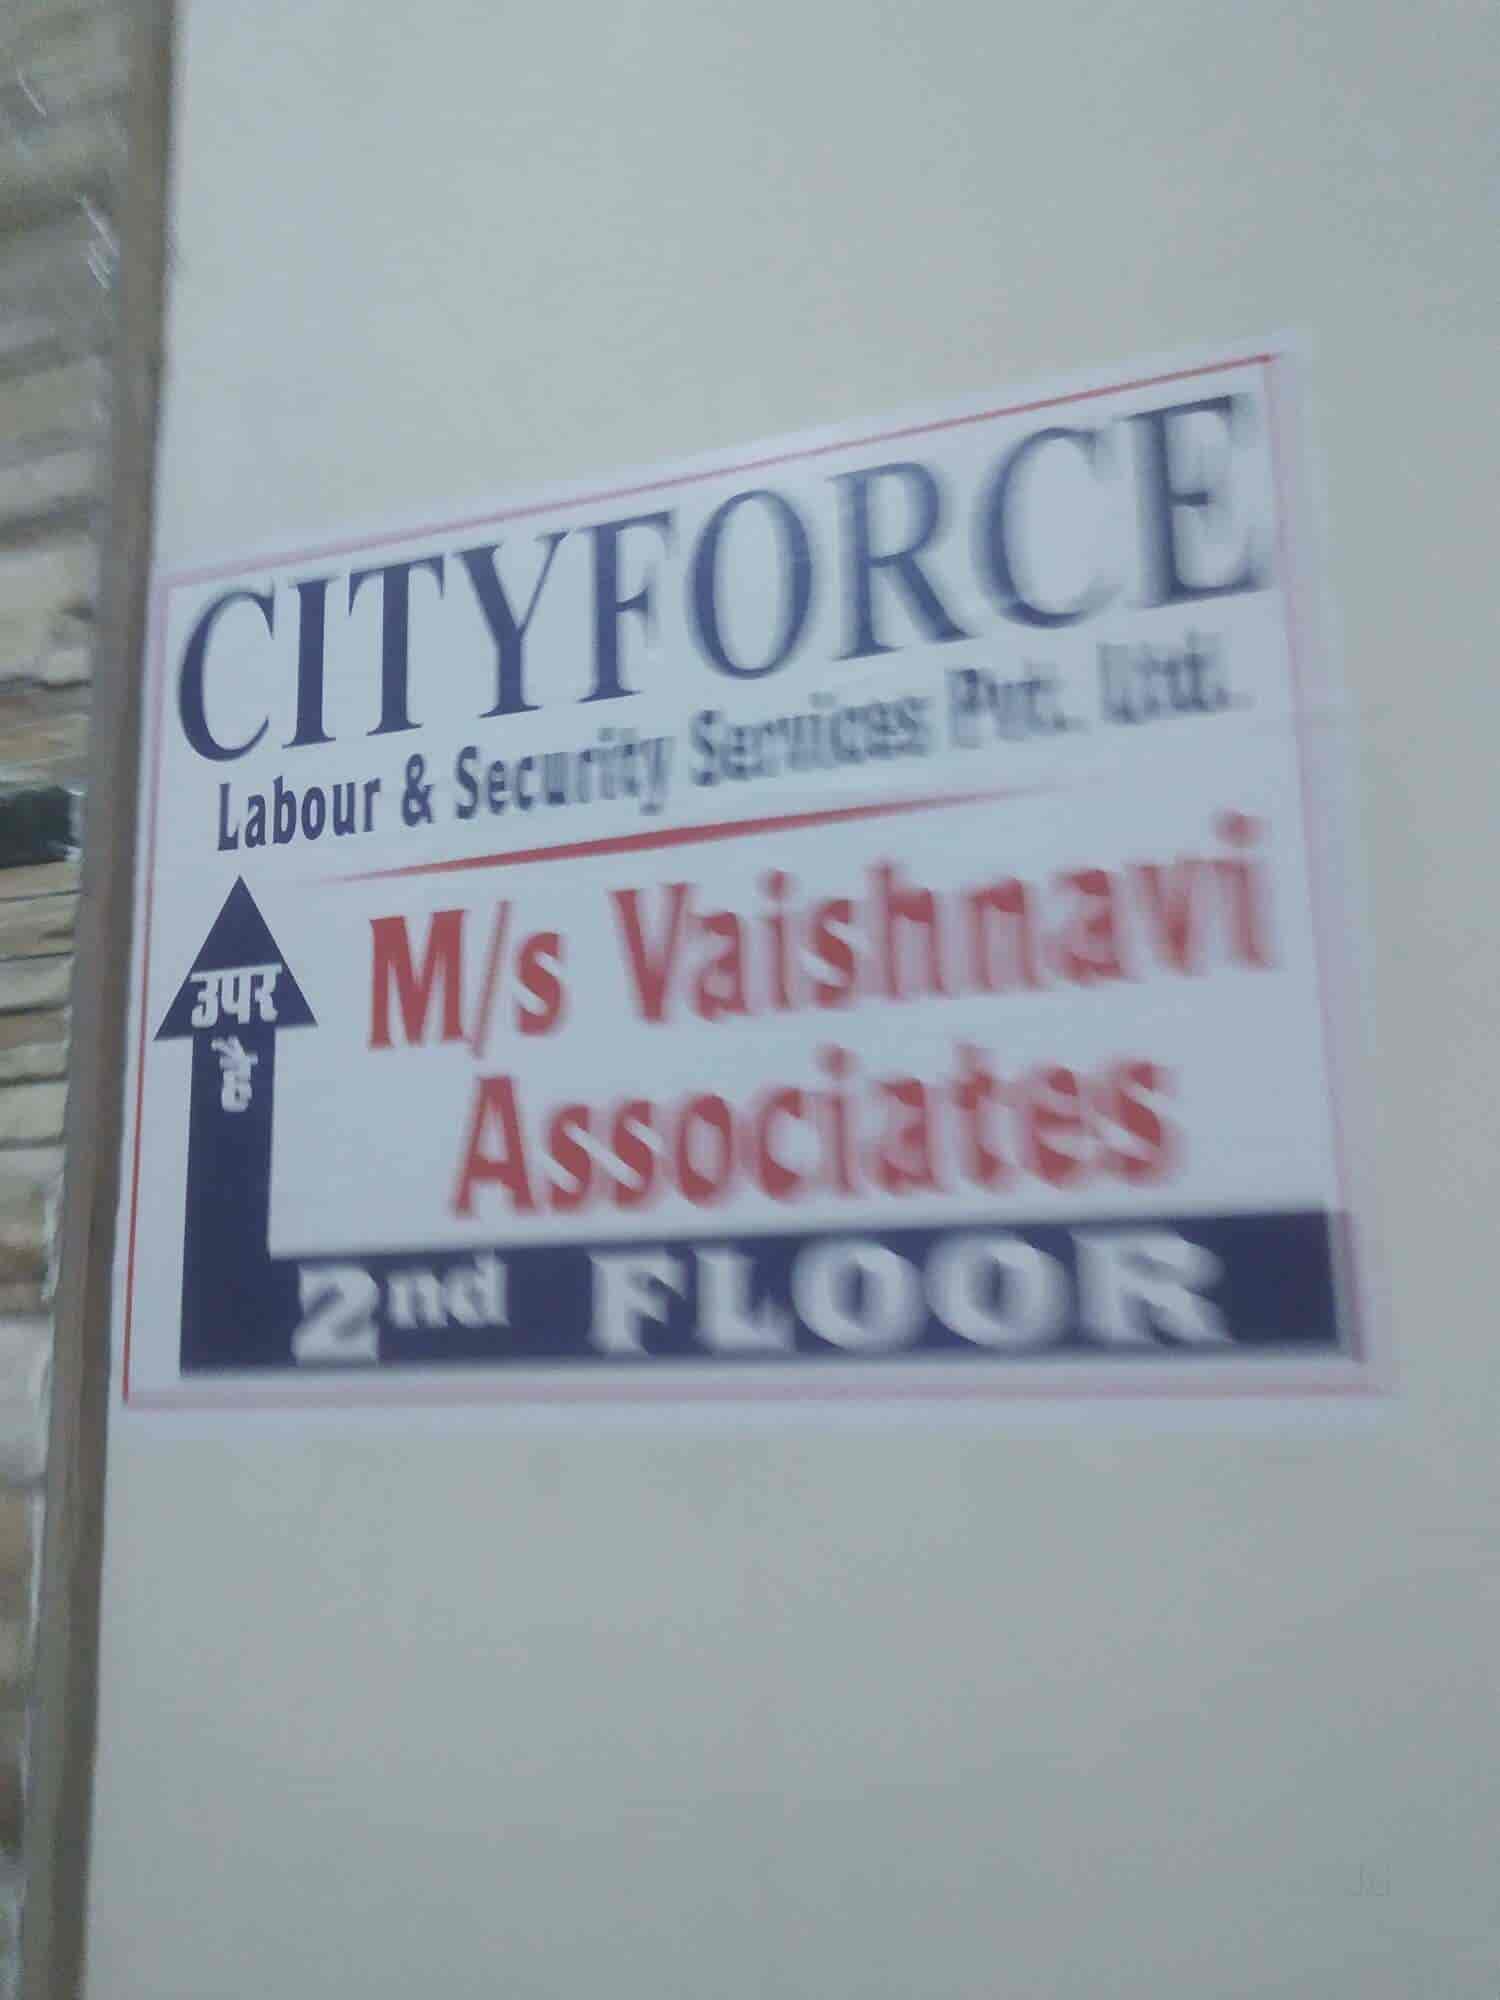 CITYFORCE
Labour & Security Services Pvt. Ltd.
M/s Vaishnavi
Associates
उपर
है
2nd FLOOR